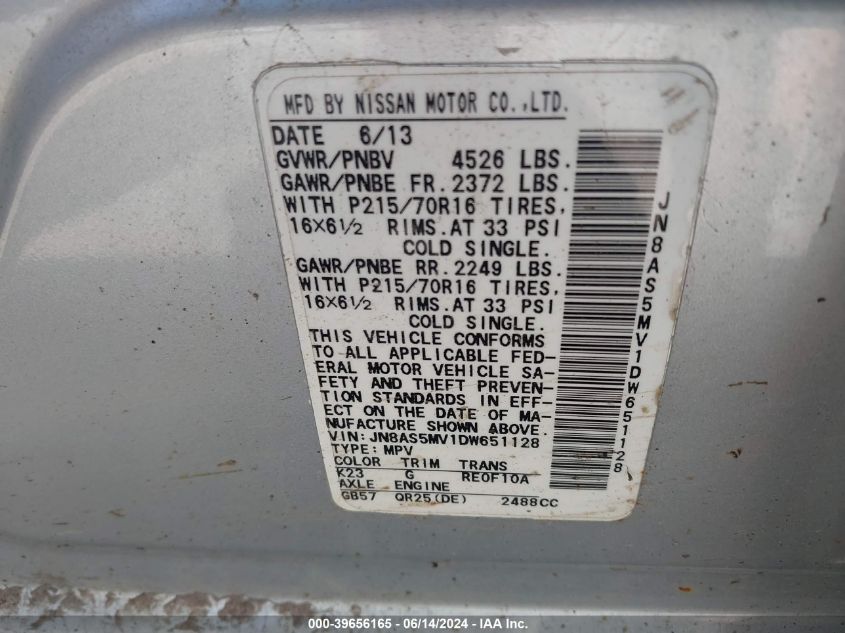 MFD BY NISSAN MOTOR CO.,LTD.
DATE 6/13
GVWR/PNBV 4526 LBS.
GAWR/PNBE FR. 2372 LBS.
WITH P215/70R16 TIRES,
16×6½ RIMS. AT 33 PSI
COLD SINGLE.
GAWR/PNBE RR. 2249 LBS.
WITH P215/70R16 TIRES,
16×6½ RIMS. AT 33 PSI
COLD SINGLE.
THIS VEHICLE CONFORMS
TO ALL APPLICABLE FED-
ERAL MOTOR VEHICLE SA-
FETY AND THEFT PREVEN-
TION STANDARDS IN EFF-
ECT ON THE DATE OF MA-
NUFACTURE SHOWN ABOVE.
VIN: JN8AS5MV1DW651128
TYPE: MPV
COLOR TRIM TRANS
K23 G RE0F10A
AXLE ENGINE
GB57 QR25(DE) 2488CC
JN8AS5MV1DW651128
000-39656165 - 06/14/2024 - IAA Inc.